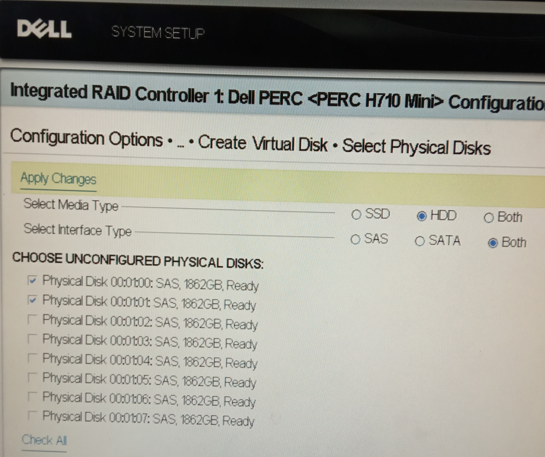 DELL SYSTEM SETUP
Integrated RAID Controller 1: Dell PERC <PERC H710 Mini> Configuratio
Configuration Options • ... • Create Virtual Disk • Select Physical Disks
Apply Changes
Select Media Type SSD HDD Both
Select Interface Type SAS SATA Both
CHOOSE UNCONFIGURED PHYSICAL DISKS:
Physical Disk 00:01:00: SAS, 1862GB, Ready
Physical Disk 00:01:01: SAS, 1862GB, Ready
Physical Disk 00:01:02: SAS, 1862GB, Ready
Physical Disk 00:01:03: SAS, 1862GB, Ready
Physical Disk 00:01:04: SAS, 1862GB, Ready
Physical Disk 00:01:05: SAS, 1862GB, Ready
Physical Disk 00:01:06: SAS, 1862GB, Ready
Physical Disk 00:01:07: SAS, 1862GB, Ready
Check All